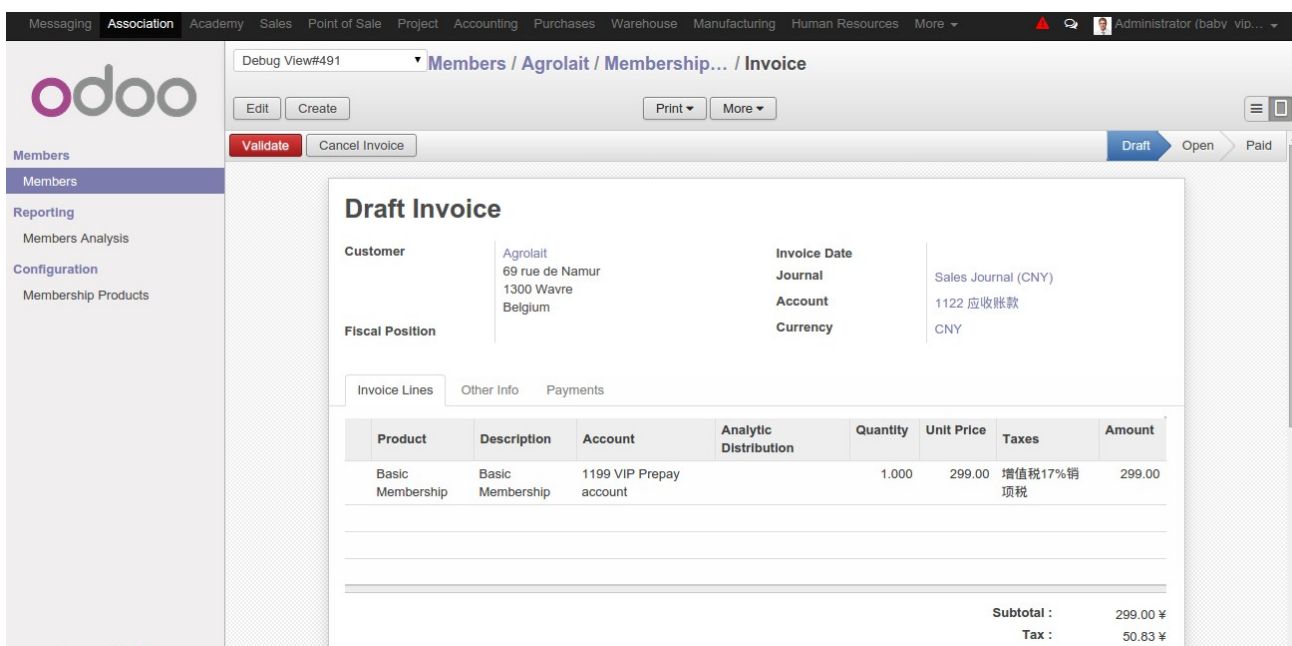 Messaging Association Academy Sales Point of Sale Project Accounting Purchases Warehouse Manufacturing Human Resources More Administrator (baby_vip...
odoo
Debug View#491 Members / Agrolait / Membership... / Invoice
Edit Create Print More
Validate Cancel Invoice Draft Open Paid
Members
Members
Reporting
Members Analysis
Configuration
Membership Products
Draft Invoice
Customer Agrolait
69 rue de Namur
1300 Wavre
Belgium
Fiscal Position
Invoice Date
Journal Sales Journal (CNY)
Account 1122 应收账款
Currency CNY
Invoice Lines Other Info Payments
Product Description Account Analytic Distribution Quantity Unit Price Taxes Amount
Basic Membership Basic Membership 1199 VIP Prepay account 1.000 299.00 增值税17%销项税 299.00
Subtotal : 299.00 ¥
Tax : 50.83 ¥